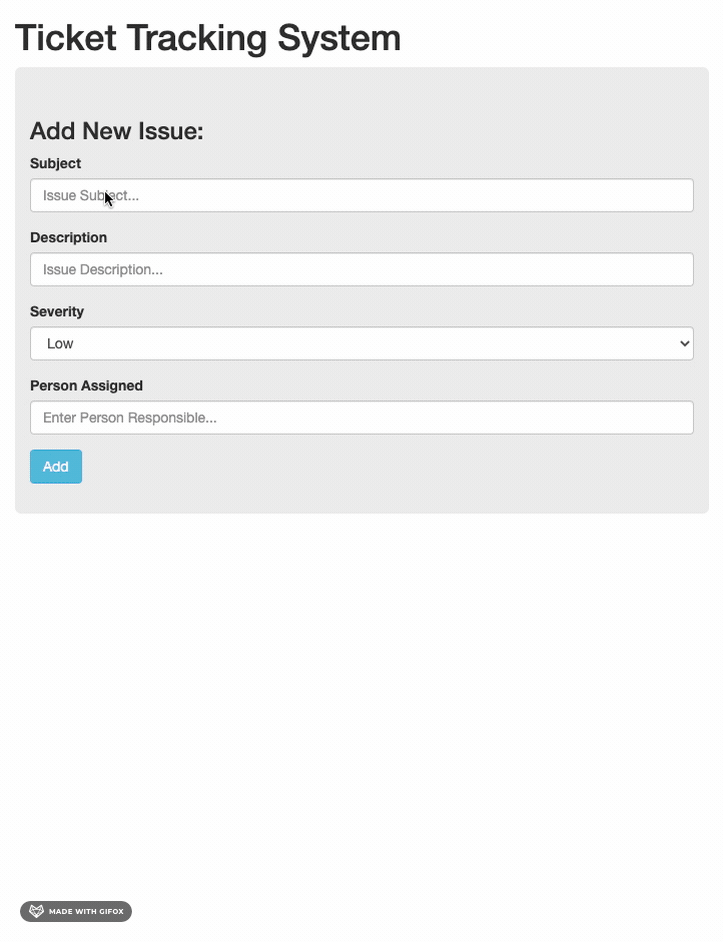 Ticket Tracking System
Add New Issue:
Subject
Issue Subject...
Description
Issue Description...
Severity
Low
Person Assigned
Enter Person Responsible...
Add
MADE WITH GIFOX